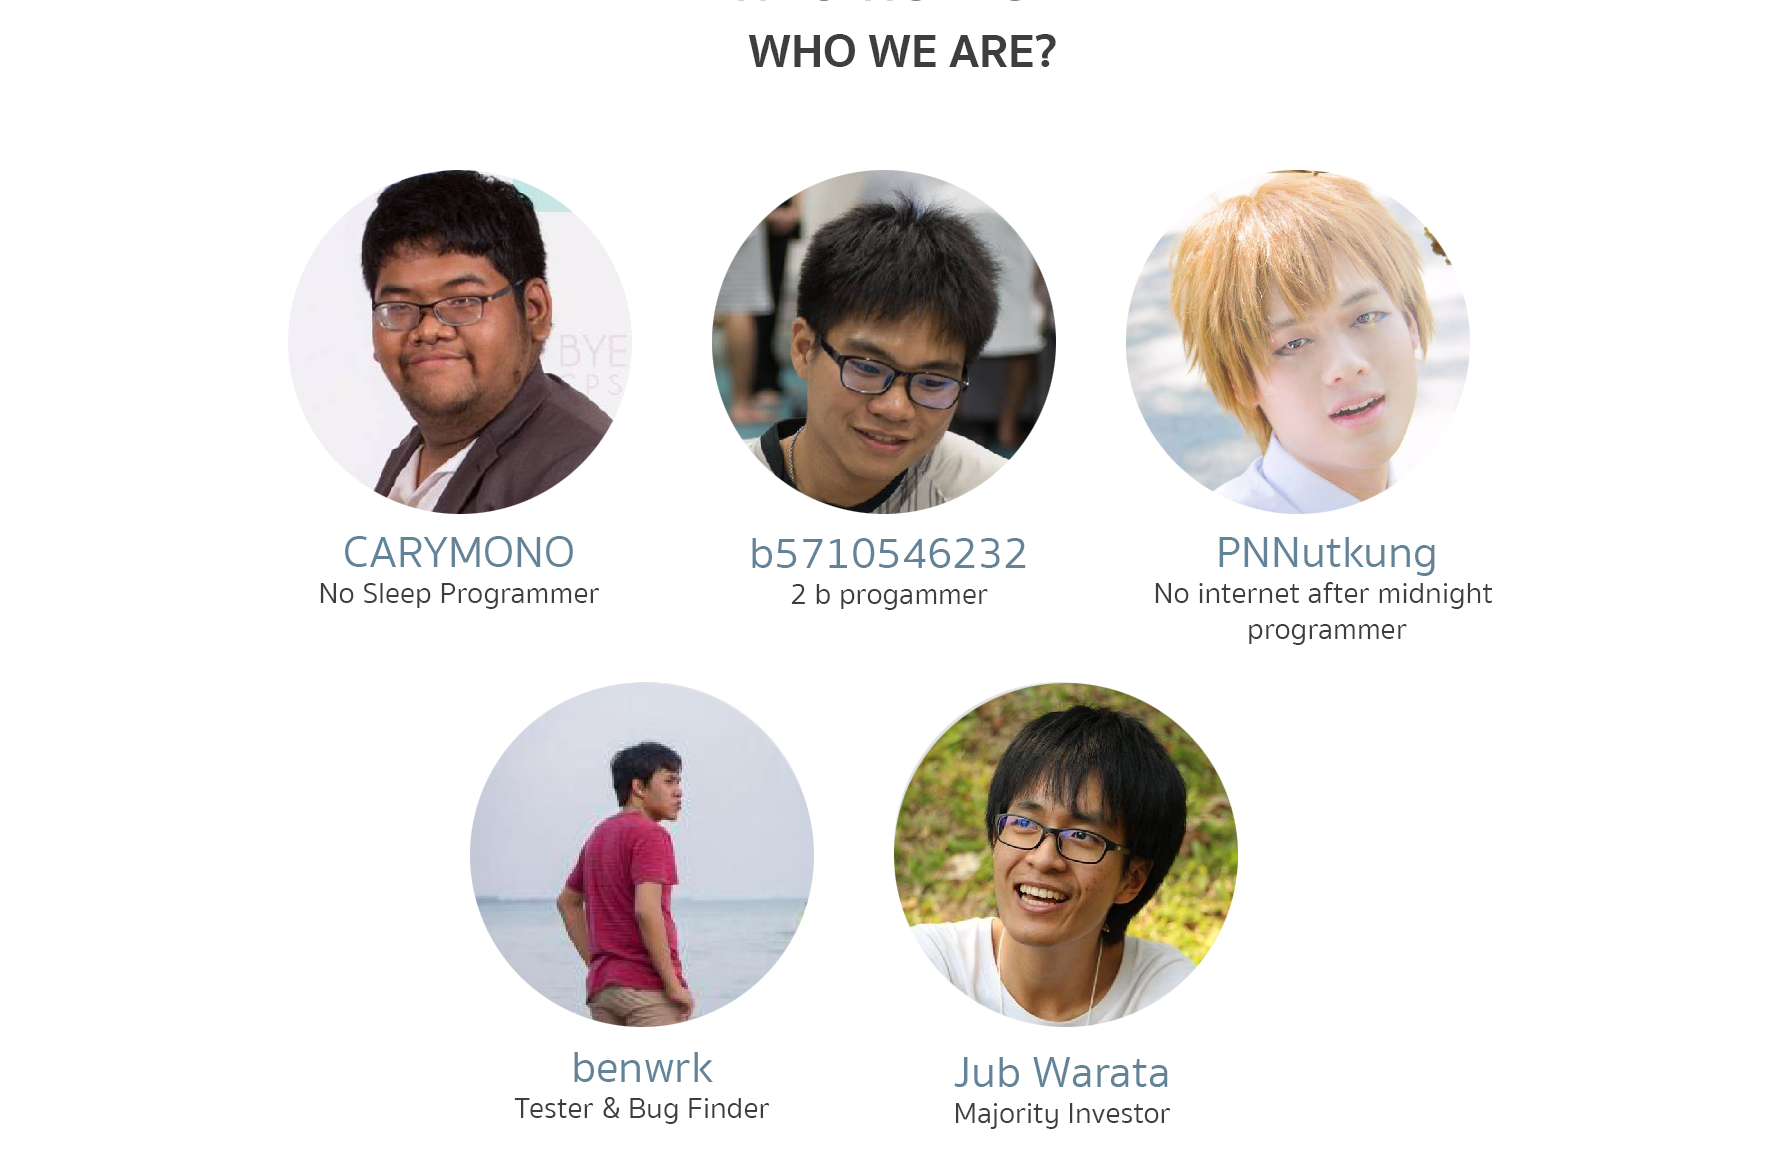 WHO WE ARE?
BYE
CARYMONO
No Sleep Programmer
b5710546232
2 b progammer
PNNutkung
No internet after midnight
programmer
benwrk
Tester & Bug Finder
Jub Warata
Majority Investor